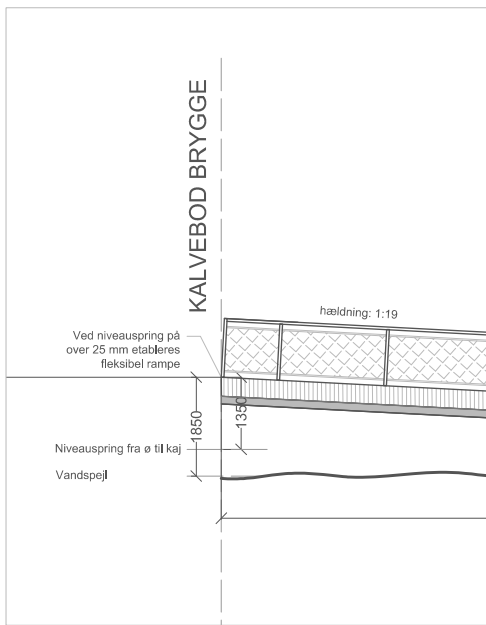 KALVEBOD BRYGGE
hældning: 1:19
Ved niveauspring på
over 25 mm etableres
fleksibel rampe
1850
1350
Niveauspring fra ø til kaj
Vandspejl